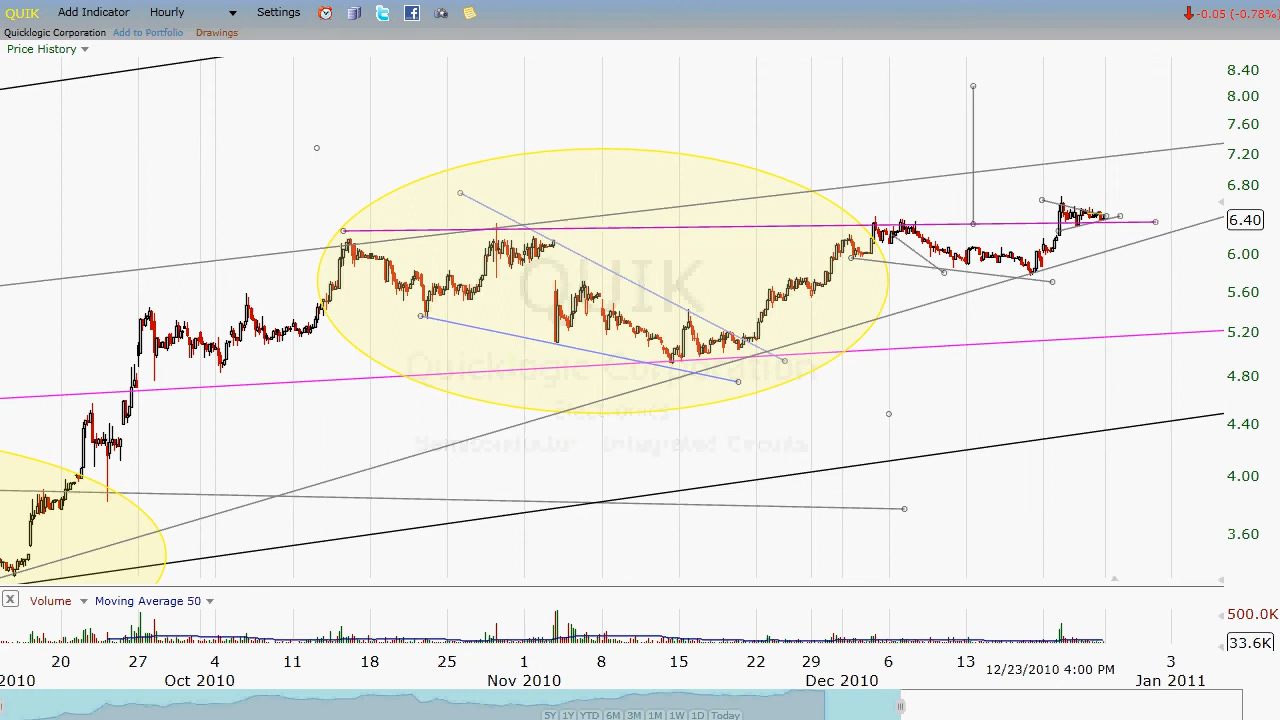 QUIK Add Indicator Hourly Settings -0.05 (-0.78%)
Quicklogic Corporation Add to Portfolio Drawings
Price History
8.40
8.00
7.60
7.20
6.80
6.40
6.00
5.60
5.20
4.80
4.40
4.00
3.60
QUIK
Quicklogic Corporation
Electronics
Semiconductor - Integrated Circuits
X Volume Moving Average 50
500.0K
33.6K
20 27 4 11 18 25 1 8 15 22 29 6 13 12/23/2010 4:00 PM 3
2010 Oct 2010 Nov 2010 Dec 2010 Jan 2011
5Y 1Y YTD 6M 3M 1M 1W 1D Today